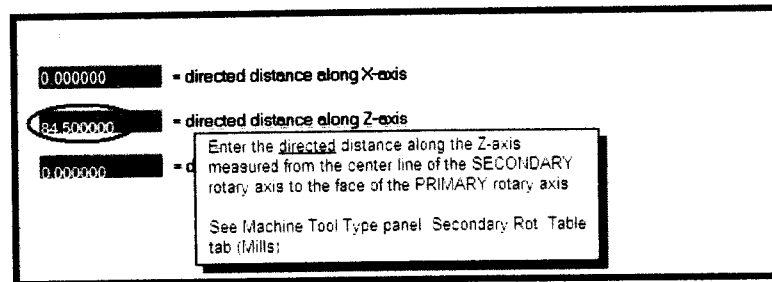 0.000000 = directed distance along X-axis
84.500000 = directed distance along Z-axis
0.000000 = d
Enter the directed distance along the Z-axis
measured from the center line of the SECONDARY
rotary axis to the face of the PRIMARY rotary axis
See Machine Tool Type panel Secondary Rot Table
tab (Mills)